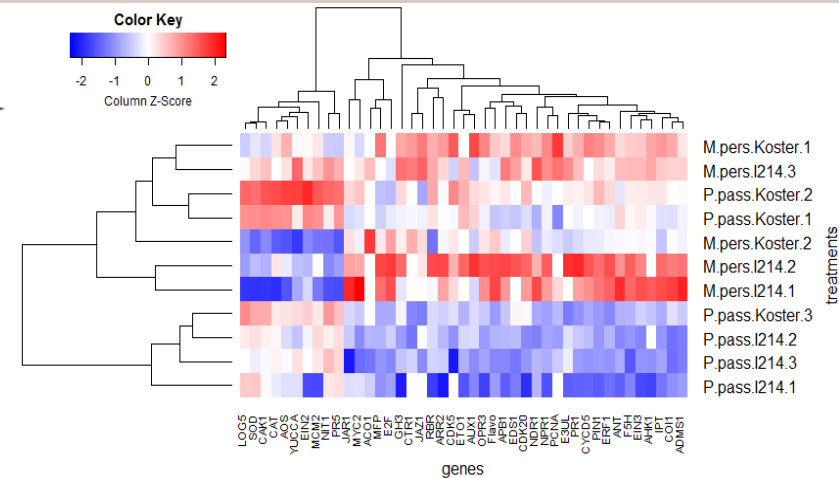 Color Key
-2 -1 0 1 2
Column Z-Score
M.pers.Koster.1
M.pers.I214.3
P.pass.Koster.2
P.pass.Koster.1
M.pers.Koster.2
M.pers.I214.2
M.pers.I214.1
P.pass.Koster.3
P.pass.I214.2
P.pass.I214.3
P.pass.I214.1
treatments
LOG5
SOD
CAK1
CAT
AOS
YUCCA
EIN2
MCM2
NIT1
PR5
JAR1
MYC2
ACO1
MFP
E2F
GH3
CTR1
JAZ1
RBR
ARR2
CDK5
ETO1
AUX1
OPR3
Flavo
APB1
EDS1
CDK20
NDR1
NPR1
PCNA
E3UL
PR1
CYCD5
PIN1
ERF1
ANT
F5H
EIN3
AHK1
IPT
COI1
ADMS1
genes